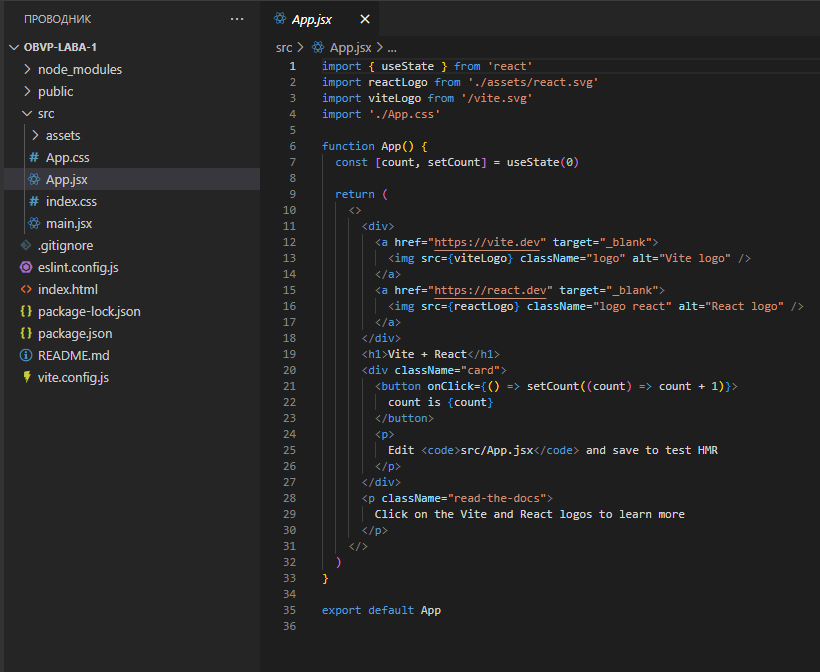 ПРОВОДНИК ...
OBVP-LABA-1
node_modules
public
src
assets
# App.css
App.jsx
# index.css
main.jsx
.gitignore
eslint.config.js
<> index.html
{} package-lock.json
{} package.json
README.md
vite.config.js
App.jsx ×
src > App.jsx > ...
1 import { useState } from 'react'
2 import reactLogo from './assets/react.svg'
3 import viteLogo from '/vite.svg'
4 import './App.css'
5
6 function App() {
7 const [count, setCount] = useState(0)
8
9 return (
10 <>
11 <div>
12 <a href="https://vite.dev" target="_blank">
13 <img src={viteLogo} className="logo" alt="Vite logo" />
14 </a>
15 <a href="https://react.dev" target="_blank">
16 <img src={reactLogo} className="logo react" alt="React logo" />
17 </a>
18 </div>
19 <h1>Vite + React</h1>
20 <div className="card">
21 <button onClick={() => setCount((count) => count + 1)}>
22 count is {count}
23 </button>
24 <p>
25 Edit <code>src/App.jsx</code> and save to test HMR
26 </p>
27 </div>
28 <p className="read-the-docs">
29 Click on the Vite and React logos to learn more
30 </p>
31 </>
32 )
33 }
34
35 export default App
36